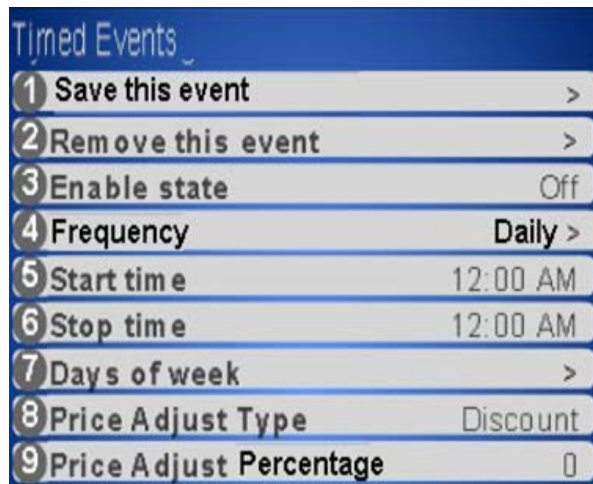 Timed Events
1 Save this event >
2 Remove this event >
3 Enable state Off
4 Frequency Daily >
5 Start time 12:00 AM
6 Stop time 12:00 AM
7 Days of week >
8 Price Adjust Type Discount
9 Price Adjust Percentage 0